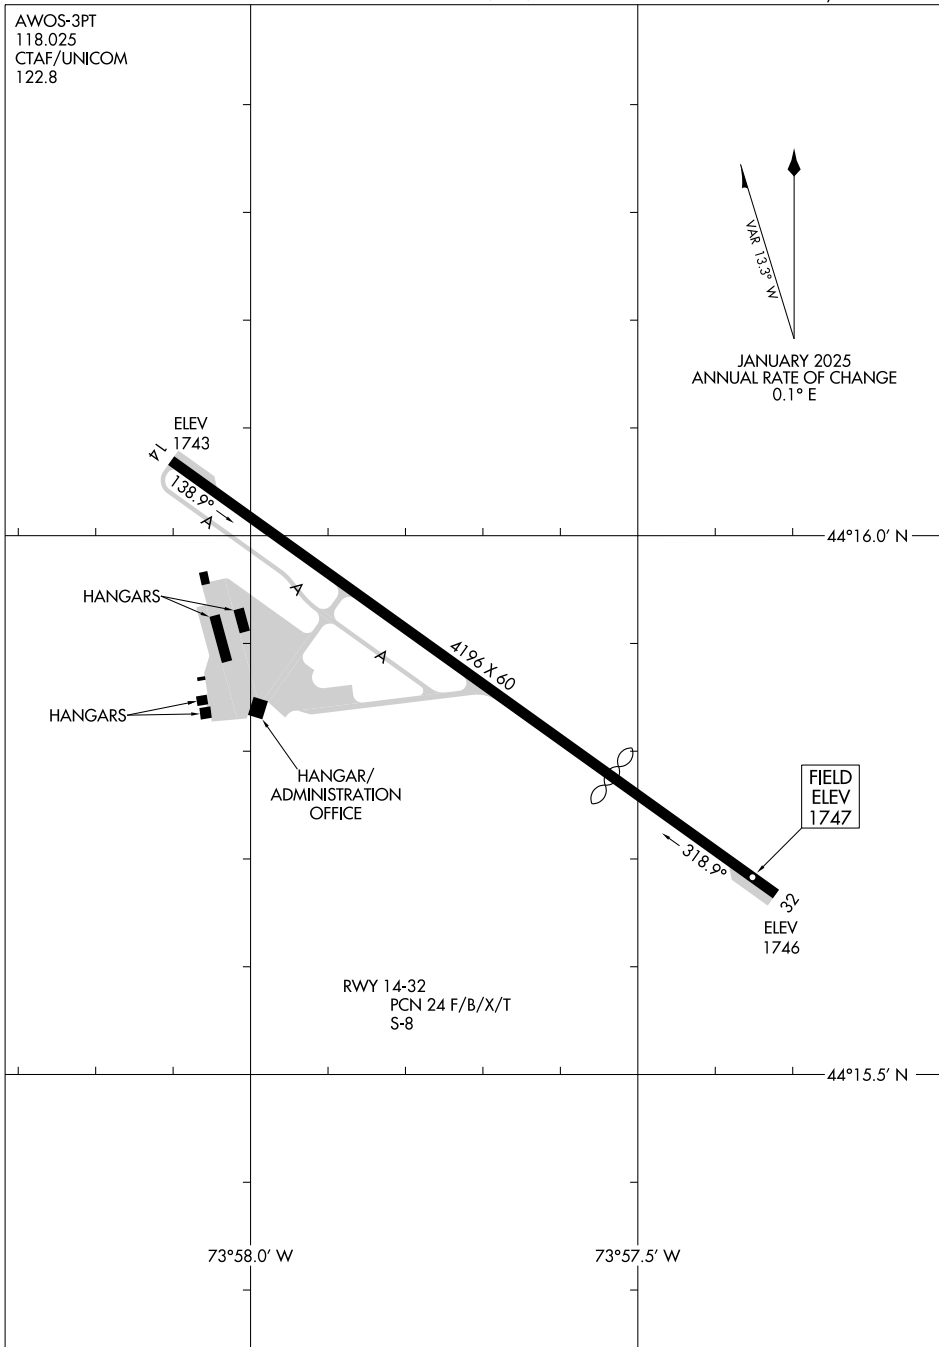 AWOS-3PT
118.025
CTAF/UNICOM
122.8
VAR 13.3° W
JANUARY 2025
ANNUAL RATE OF CHANGE
0.1° E
ELEV
1743
14
138.9°
A
44°16.0' N
A
HANGARS
4196 X 60
A
HANGARS
HANGAR/
ADMINISTRATION
OFFICE
FIELD
ELEV
1747
318.9°
32
ELEV
1746
RWY 14-32
PCN 24 F/B/X/T
S-8
44°15.5' N
73°58.0' W
73°57.5' W